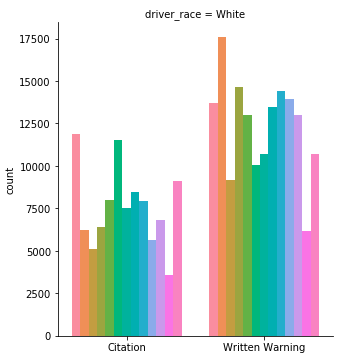 driver_race = White
17500
15000
12500
10000
7500
5000
2500
0
count
Citation
Written Warning